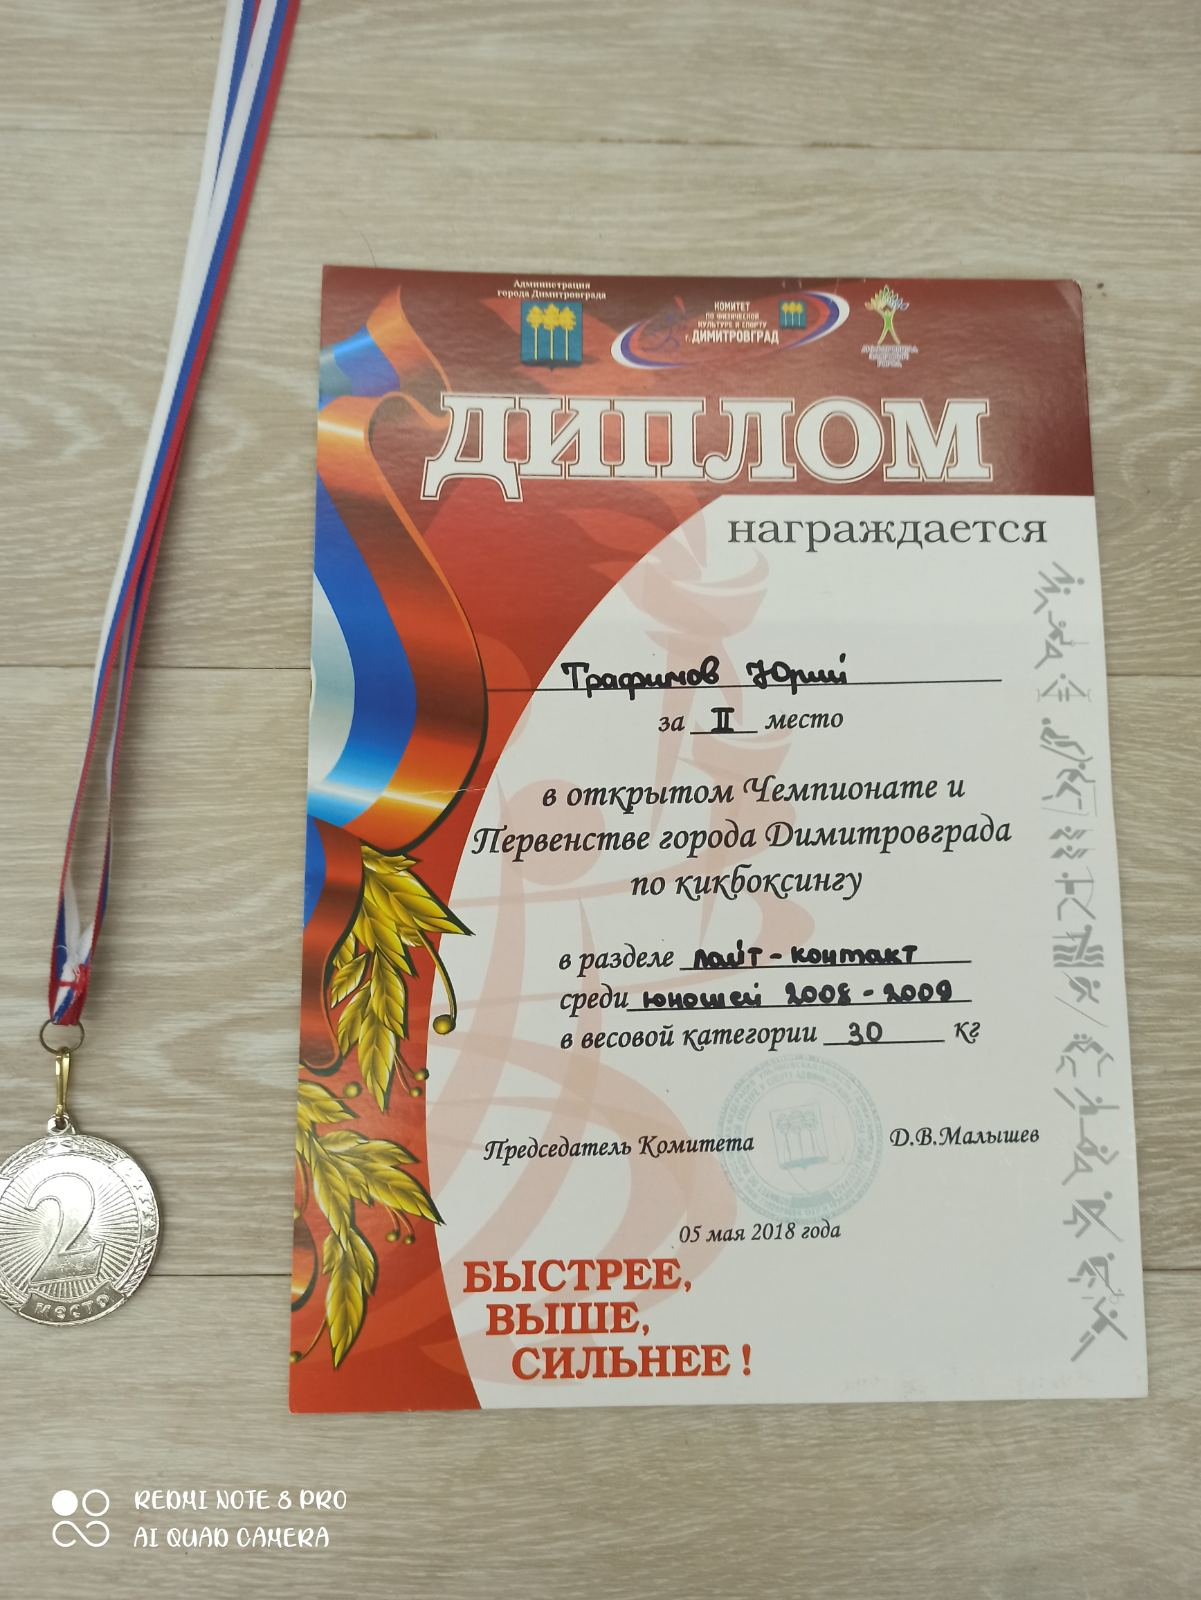 Администрация
города Димитровграда
КОМИТЕТ
ПО ФИЗИЧЕСКОЙ
КУЛЬТУРЕ И СПОРТУ
г. ДИМИТРОВГРАД
ДИПЛОМ
награждается
Трафимов Юрий
за II место
в открытом Чемпионате и
Первенстве города Димитровграда
по кикбоксингу
в разделе лайт - контакт
среди юношей 2008 - 2009
в весовой категории 30 кг
Председатель Комитета
Д.В.Малышев
05 мая 2018 года
БЫСТРЕЕ,
ВЫШЕ,
СИЛЬНЕЕ !
2
МЕСТО
REDMI NOTE 8 PRO
AI QUAD CAMERA